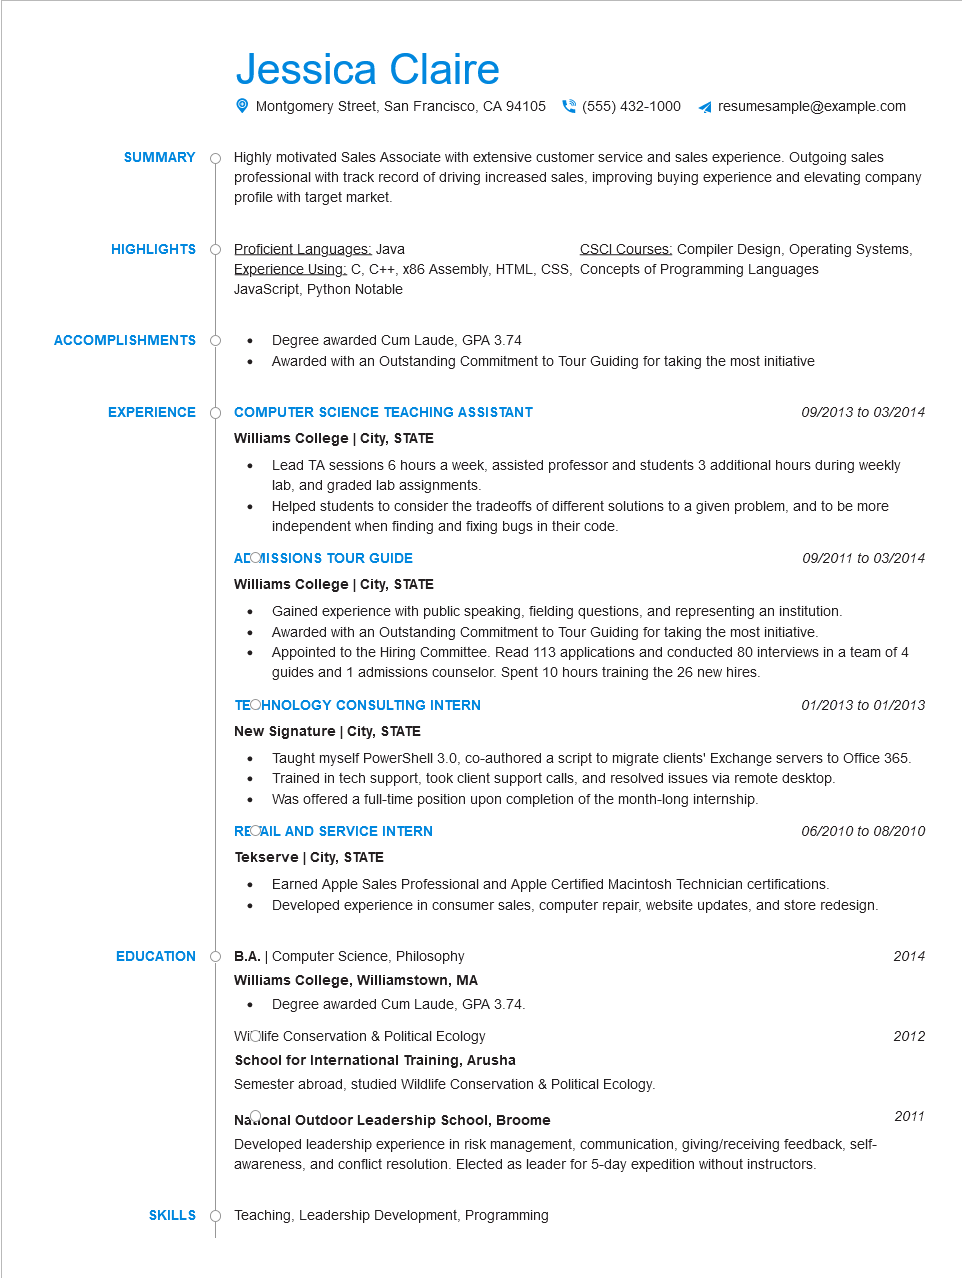 Jessica Claire
Montgomery Street, San Francisco, CA 94105 (555) 432-1000 resumesample@example.com
SUMMARY
Highly motivated Sales Associate with extensive customer service and sales experience. Outgoing sales
professional with track record of driving increased sales, improving buying experience and elevating company
profile with target market.
HIGHLIGHTS
Proficient Languages: Java
Experience Using: C, C++, x86 Assembly, HTML, CSS,
JavaScript, Python Notable
CSCI Courses: Compiler Design, Operating Systems,
Concepts of Programming Languages
ACCOMPLISHMENTS
• Degree awarded Cum Laude, GPA 3.74
• Awarded with an Outstanding Commitment to Tour Guiding for taking the most initiative
EXPERIENCE
COMPUTER SCIENCE TEACHING ASSISTANT 09/2013 to 03/2014
Williams College | City, STATE
• Lead TA sessions 6 hours a week, assisted professor and students 3 additional hours during weekly
lab, and graded lab assignments.
• Helped students to consider the tradeoffs of different solutions to a given problem, and to be more
independent when finding and fixing bugs in their code.
ADMISSIONS TOUR GUIDE 09/2011 to 03/2014
Williams College | City, STATE
• Gained experience with public speaking, fielding questions, and representing an institution.
• Awarded with an Outstanding Commitment to Tour Guiding for taking the most initiative.
• Appointed to the Hiring Committee. Read 113 applications and conducted 80 interviews in a team of 4
guides and 1 admissions counselor. Spent 10 hours training the 26 new hires.
TECHNOLOGY CONSULTING INTERN 01/2013 to 01/2013
New Signature | City, STATE
• Taught myself PowerShell 3.0, co-authored a script to migrate clients' Exchange servers to Office 365.
• Trained in tech support, took client support calls, and resolved issues via remote desktop.
• Was offered a full-time position upon completion of the month-long internship.
RETAIL AND SERVICE INTERN 06/2010 to 08/2010
Tekserve | City, STATE
• Earned Apple Sales Professional and Apple Certified Macintosh Technician certifications.
• Developed experience in consumer sales, computer repair, website updates, and store redesign.
EDUCATION
B.A. | Computer Science, Philosophy 2014
Williams College, Williamstown, MA
• Degree awarded Cum Laude, GPA 3.74.
Wildlife Conservation & Political Ecology 2012
School for International Training, Arusha
Semester abroad, studied Wildlife Conservation & Political Ecology.
National Outdoor Leadership School, Broome 2011
Developed leadership experience in risk management, communication, giving/receiving feedback, self-
awareness, and conflict resolution. Elected as leader for 5-day expedition without instructors.
SKILLS
Teaching, Leadership Development, Programming